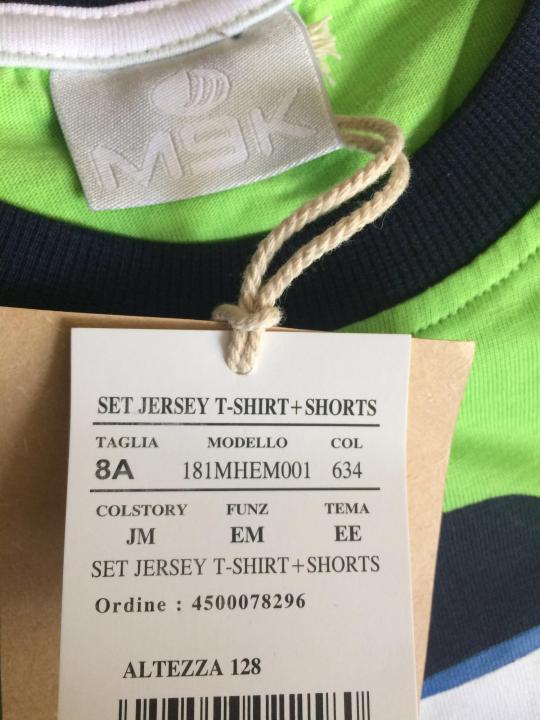 M9K
SET JERSEY T-SHIRT+SHORTS
TAGLIA MODELLO COL
8A 181MHEM001 634
COLSTORY FUNZ TEMA
JM EM EE
SET JERSEY T-SHIRT+SHORTS
Ordine : 4500078296
ALTEZZA 128